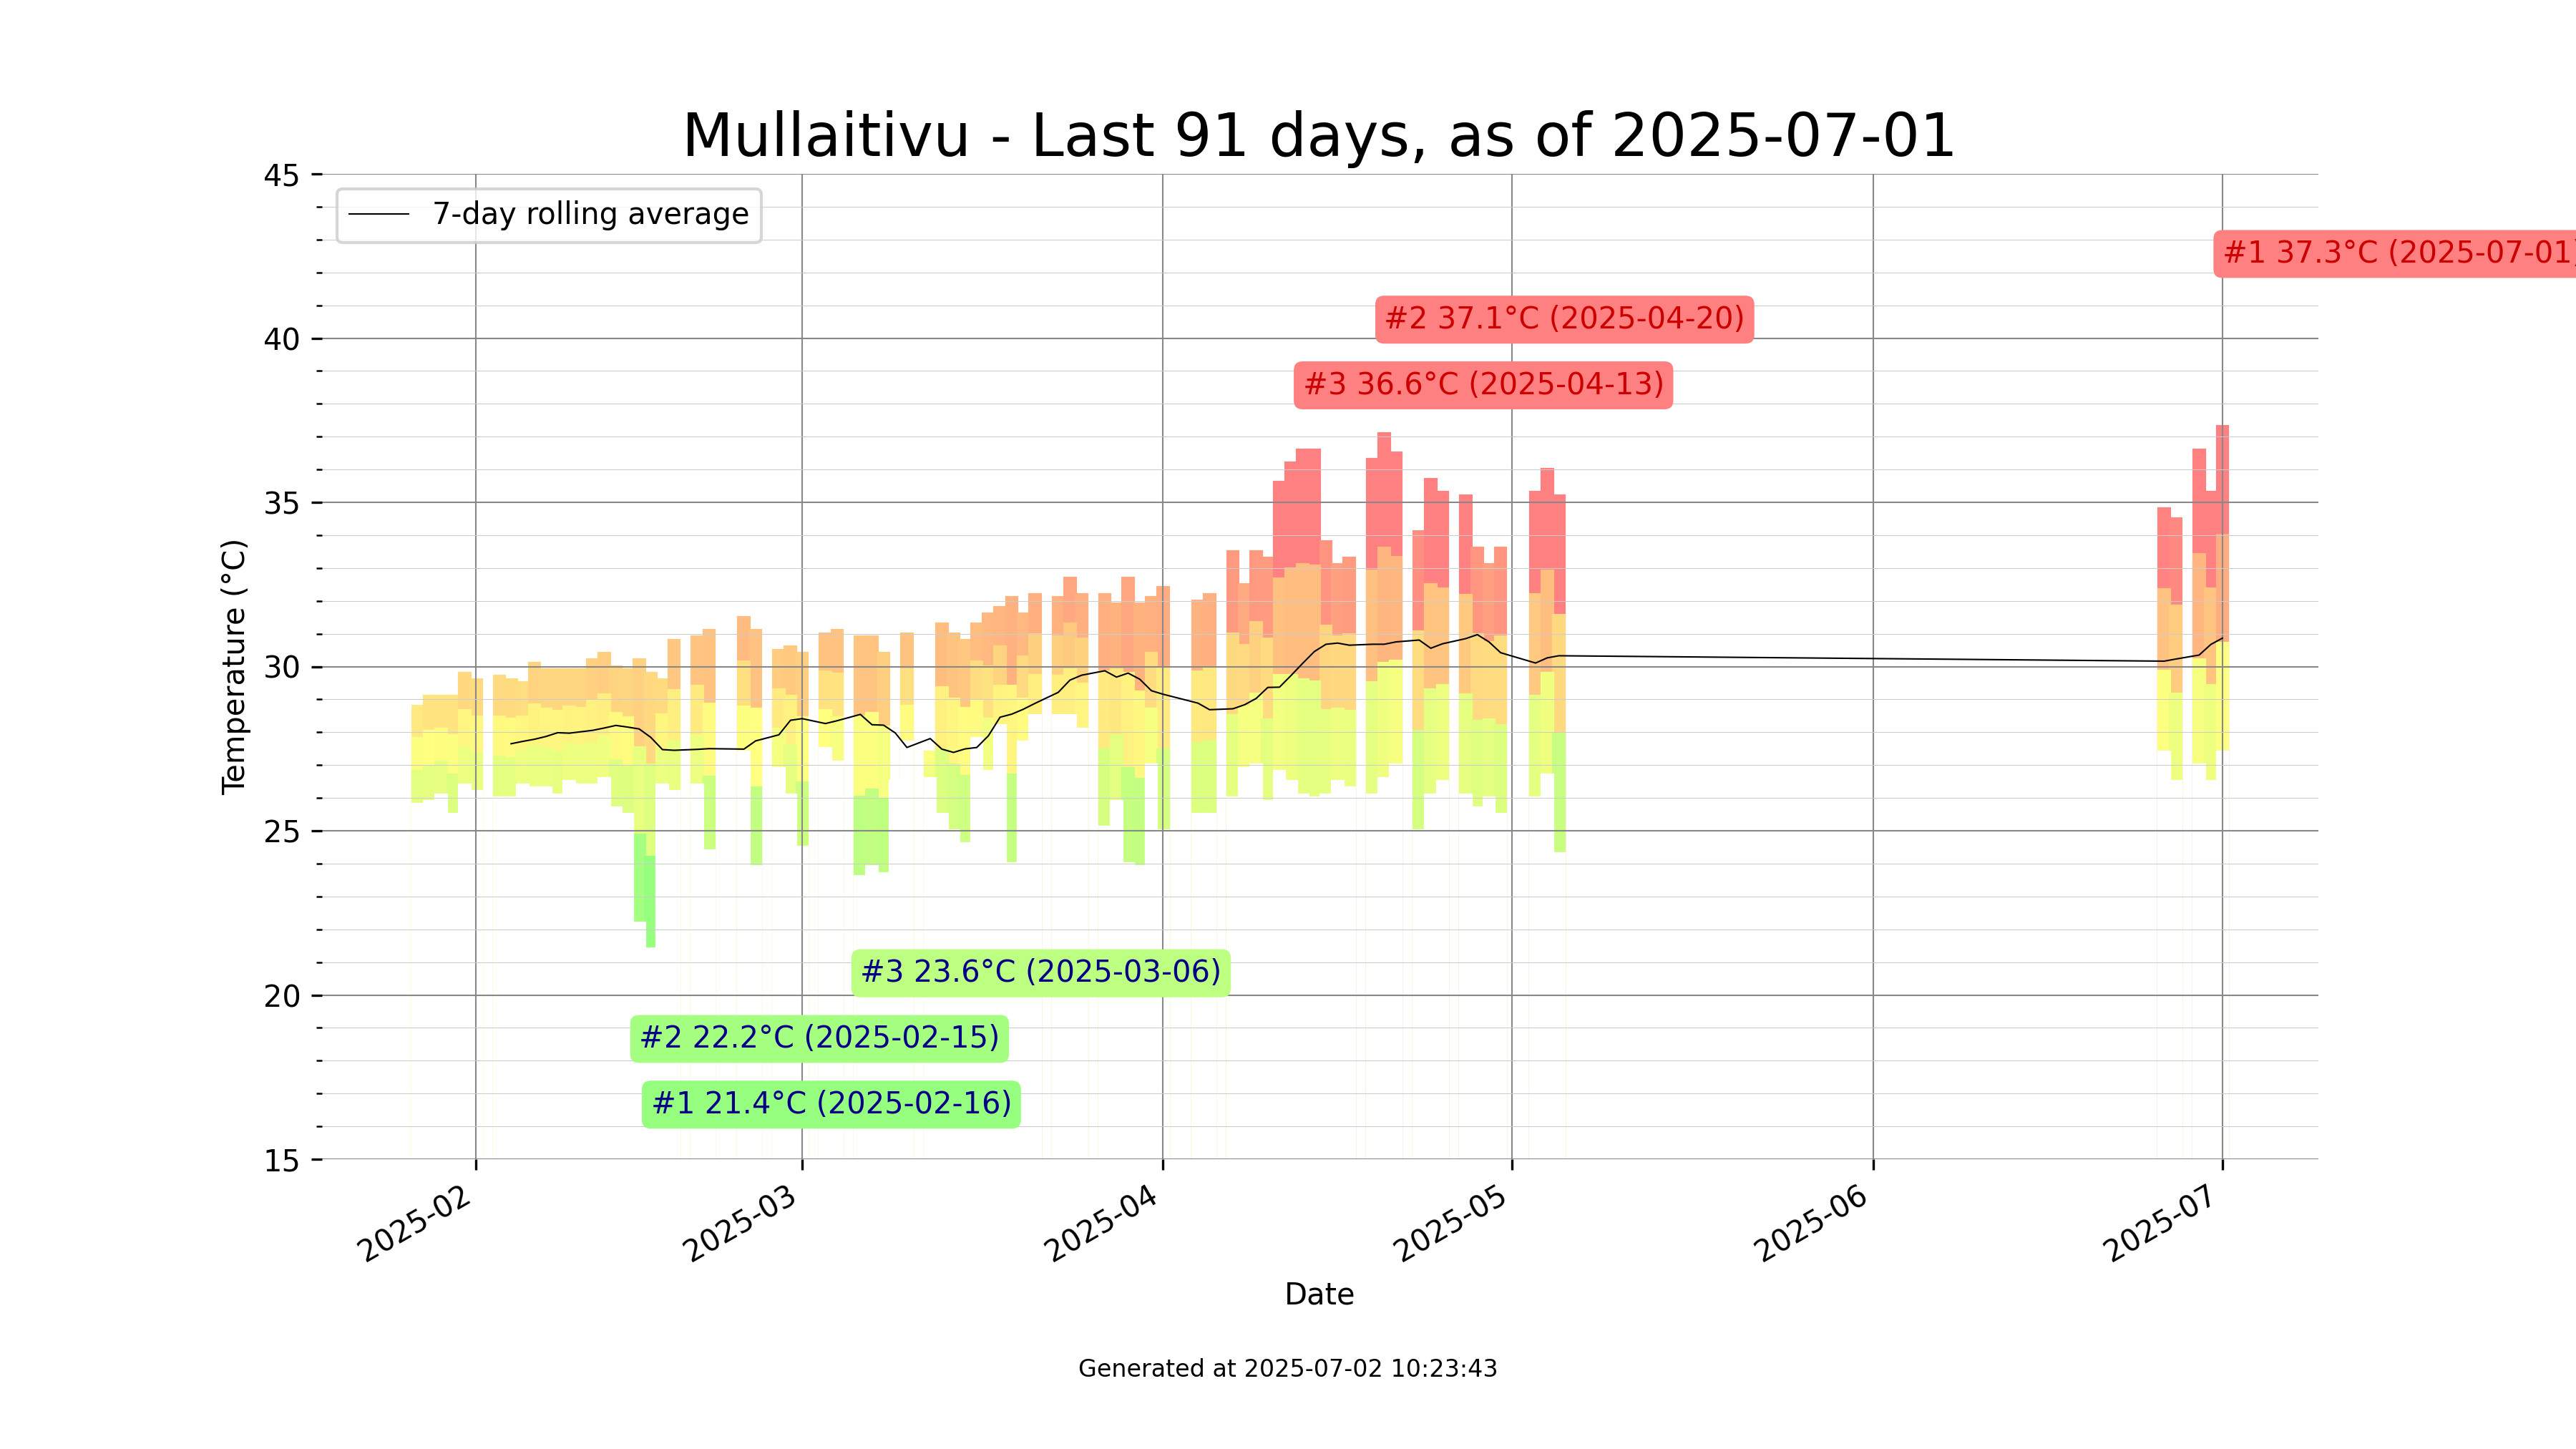 Mullaitivu - Last 91 days, as of 2025-07-01
45
7-day rolling average
#1 37.3°C (2025-07-01)
#2 37.1°C (2025-04-20)
40
#3 36.6°C (2025-04-13)
35
Temperature (°C)
30
25
#3 23.6°C (2025-03-06)
20
#2 22.2°C (2025-02-15)
#1 21.4°C (2025-02-16)
15
2025-02
2025-03
2025-04
2025-05
2025-06
2025-07
Date
Generated at 2025-07-02 10:23:43